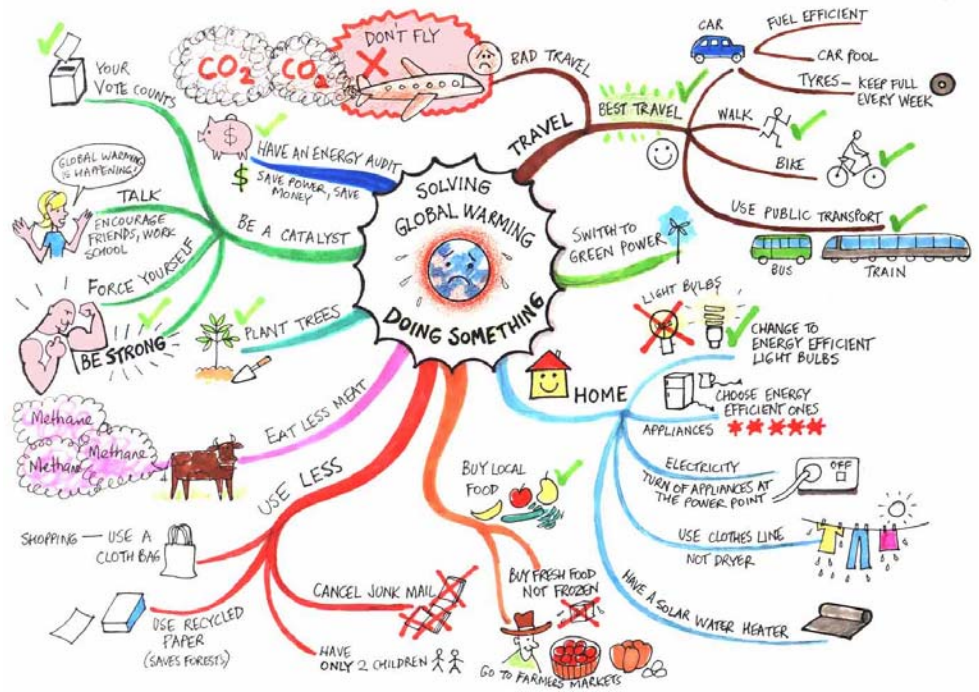 SOLVING
GLOBAL WARMING
DOING SOMETHING
TRAVEL
BAD TRAVEL
DON'T FLY
CO2
CO2
BEST TRAVEL
CAR
FUEL EFFICIENT
CAR POOL
TYRES — KEEP FULL
EVERY WEEK
WALK
BIKE
USE PUBLIC TRANSPORT
BUS
TRAIN
SWITCH TO
GREEN POWER
HOME
LIGHT BULBS
CHANGE TO
ENERGY EFFICIENT
LIGHT BULBS
CHOOSE ENERGY
EFFICIENT ONES
APPLIANCES
ELECTRICITY
TURN OF APPLIANCES AT
THE POWER POINT
OFF
USE CLOTHES LINE
NOT DRYER
HAVE A SOLAR WATER HEATER
BUY LOCAL
FOOD
BUY FRESH FOOD
NOT FROZEN
GO TO FARMERS MARKETS
USE LESS
SHOPPING — USE A
CLOTH BAG
USE RECYCLED
PAPER
(SAVES FORESTS)
CANCEL JUNK MAIL
HAVE
ONLY 2 CHILDREN
EAT LESS MEAT
Methane
Methane
Methane
PLANT TREES
BE A CATALYST
YOUR
VOTE COUNTS
TALK
ENCOURAGE
FRIENDS, WORK
SCHOOL
GLOBAL WARMING
IS HAPPENING!
FORCE YOURSELF
BE STRONG
HAVE AN ENERGY AUDIT
SAVE POWER, SAVE
MONEY
$
$